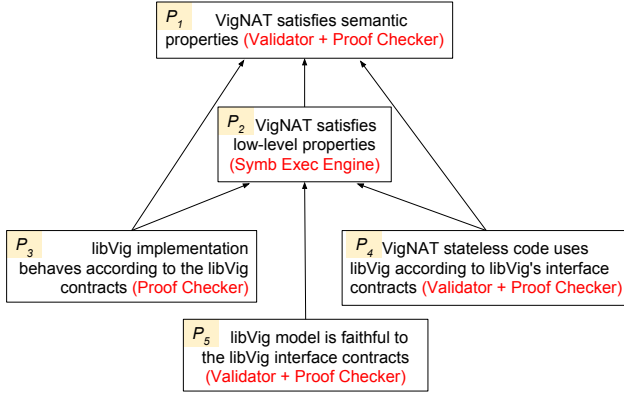 P1 VigNAT satisfies semantic
properties (Validator + Proof Checker)
P2 VigNAT satisfies
low-level properties
(Symb Exec Engine)
P3 libVig implementation
behaves according to the libVig
contracts (Proof Checker)
P4 VigNAT stateless code uses
libVig according to libVig's interface
contracts (Validator + Proof Checker)
P5 libVig model is faithful to
the libVig interface contracts
(Validator + Proof Checker)